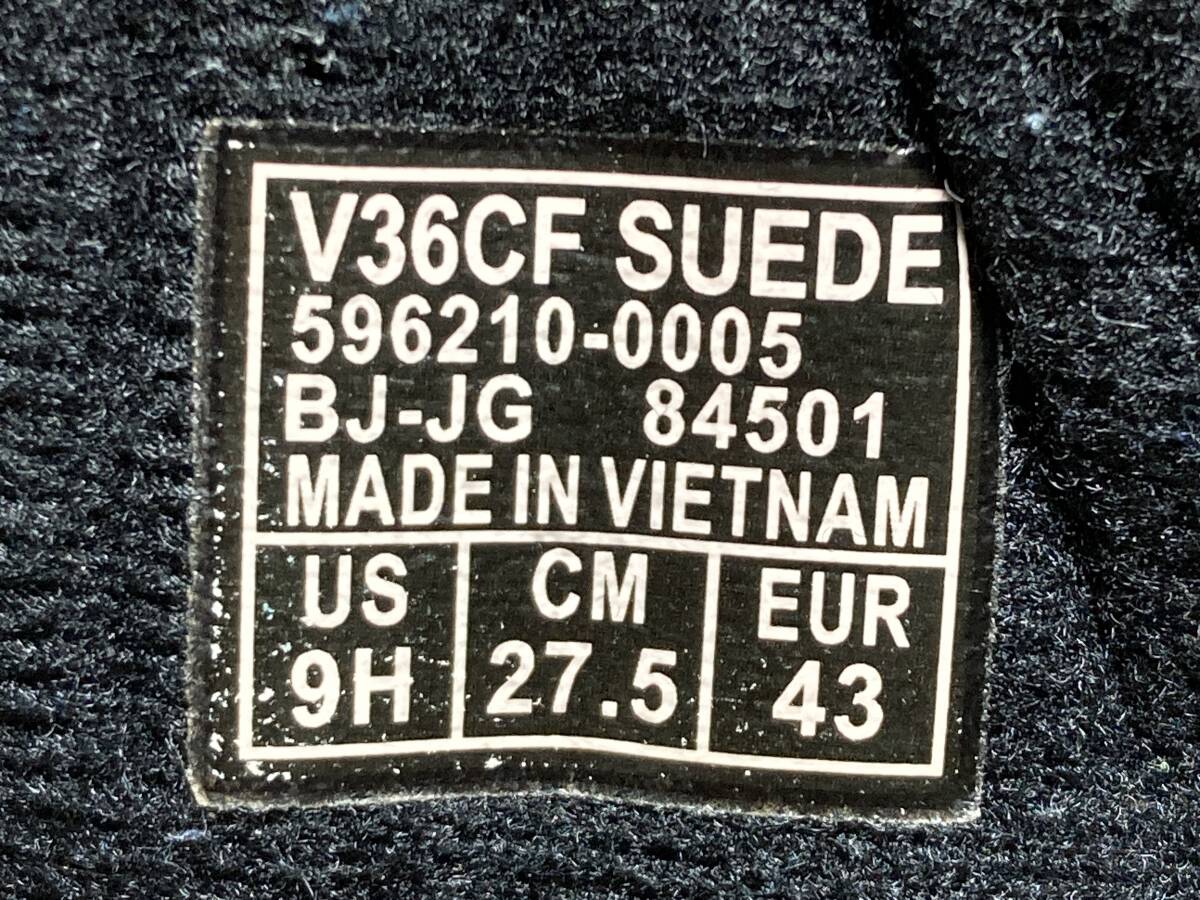 V36CF SUEDE
596210-0005
BJ-JG 84501
MADE IN VIETNAM
US CM EUR
9H 27.5 43